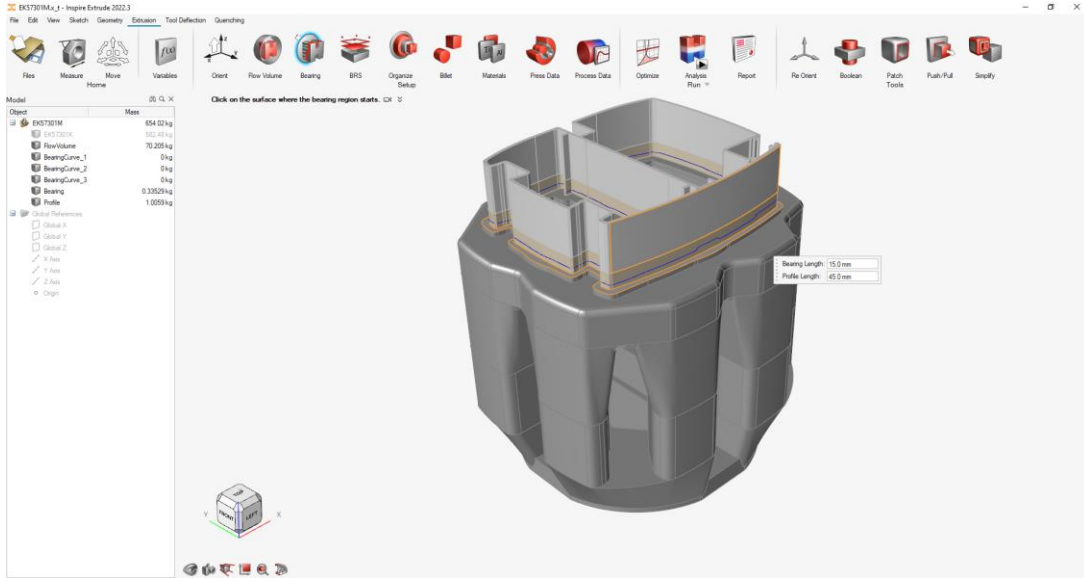 EK57301M.x_t - Inspire Extrude 2022.3
File Edit View Sketch Geometry Extrusion Tool Deflection Quenching
Files Measure Move Variables Orient Flow Volume Bearing BRS Organize Billet Materials Press Data Process Data Optimize Analysis Report Re Orient Boolean Patch Push/Pull Simplify
Home Setup Run Tools
Model
Click on the surface where the bearing region starts.
Object Mass
EK57301M 654.02 kg
EK57301K 582.48 kg
FlowVolume 70.205 kg
BearingCurve_1 0 kg
BearingCurve_2 0 kg
BearingCurve_3 0 kg
Bearing 0.33529 kg
Profile 1.0059 kg
Global References
Global X
Global Y
Global Z
X Axis
Y Axis
Z Axis
Origin
Bearing Length: 15.0 mm
Profile Length: 45.0 mm
FRONT LEFT
Y X